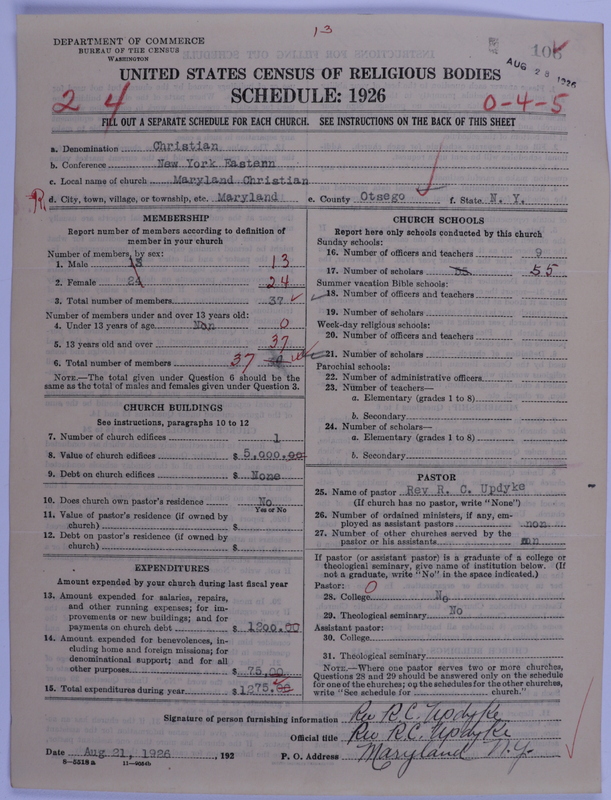 13
DEPARTMENT OF COMMERCE
BUREAU OF THE CENSUS
WASHINGTON
106
AUG 28 1926
UNITED STATES CENSUS OF RELIGIOUS BODIES
SCHEDULE: 1926
2 4
0-4-5
FILL OUT A SEPARATE SCHEDULE FOR EACH CHURCH. SEE INSTRUCTIONS ON THE BACK OF THIS SHEET
a. Denomination Christian
b. Conference New York Eastern
c. Local name of church Maryland Christian
R d. City, town, village, or township, etc. Maryland e. County Otsego f. State N. Y.
MEMBERSHIP
Report number of members according to definition of
member in your church
Number of members, by sex:
1. Male 13 13
2. Female 24 24
3. Total number of members 37
Number of members under and over 13 years old:
4. Under 13 years of age Non 0
5. 13 years old and over 37
6. Total number of members 37
NOTE.—The total given under Question 6 should be the
same as the total of males and females given under Question 3.
CHURCH BUILDINGS
See instructions, paragraphs 10 to 12
7. Number of church edifices 1
8. Value of church edifices $ 5,000.00
9. Debt on church edifices $ None
10. Does church own pastor's residence No
Yes or No
11. Value of pastor's residence (if owned by
church) $
12. Debt on pastor's residence (if owned by
church) $
EXPENDITURES
Amount expended by your church during last fiscal year
13. Amount expended for salaries, repairs,
and other running expenses; for im-
provements or new buildings; and for
payments on church debt $ 1200.00
14. Amount expended for benevolences, in-
cluding home and foreign missions; for
denominational support; and for all
other purposes $ 75.00
15. Total expenditures during year $ 1275.00
CHURCH SCHOOLS
Report here only schools conducted by this church
Sunday schools:
16. Number of officers and teachers 9
17. Number of scholars 55
Summer vacation Bible schools:
18. Number of officers and teachers
19. Number of scholars
Week-day religious schools:
20. Number of officers and teachers
21. Number of scholars
Parochial schools:
22. Number of administrative officers
23. Number of teachers—
a. Elementary (grades 1 to 8)
b. Secondary
24. Number of scholars—
a. Elementary (grades 1 to 8)
b. Secondary
PASTOR
25. Name of pastor Rev R. C. Updyke
(If church has no pastor, write "None")
26. Number of ordained ministers, if any, em-
ployed as assistant pastors non
27. Number of other churches served by the
pastor or his assistants
If pastor (or assistant pastor) is a graduate of a college or
theological seminary, give name of institution below. (If
not a graduate, write "No" in the space indicated.)
Pastor: 0
28. College No
29. Theological seminary No
Assistant pastor:
30. College
31. Theological seminary
NOTE.—Where one pastor serves two or more churches,
Questions 28 and 29 should be answered only on the schedule
for one of the churches; on the schedules for the other churches,
write "See schedule for church."
Signature of person furnishing information Rev R.C. Updyke
Official title Rev R.C. Updyke
Date Aug 21, 1926, 192 P. O. Address Maryland N.Y.
8—5518 a